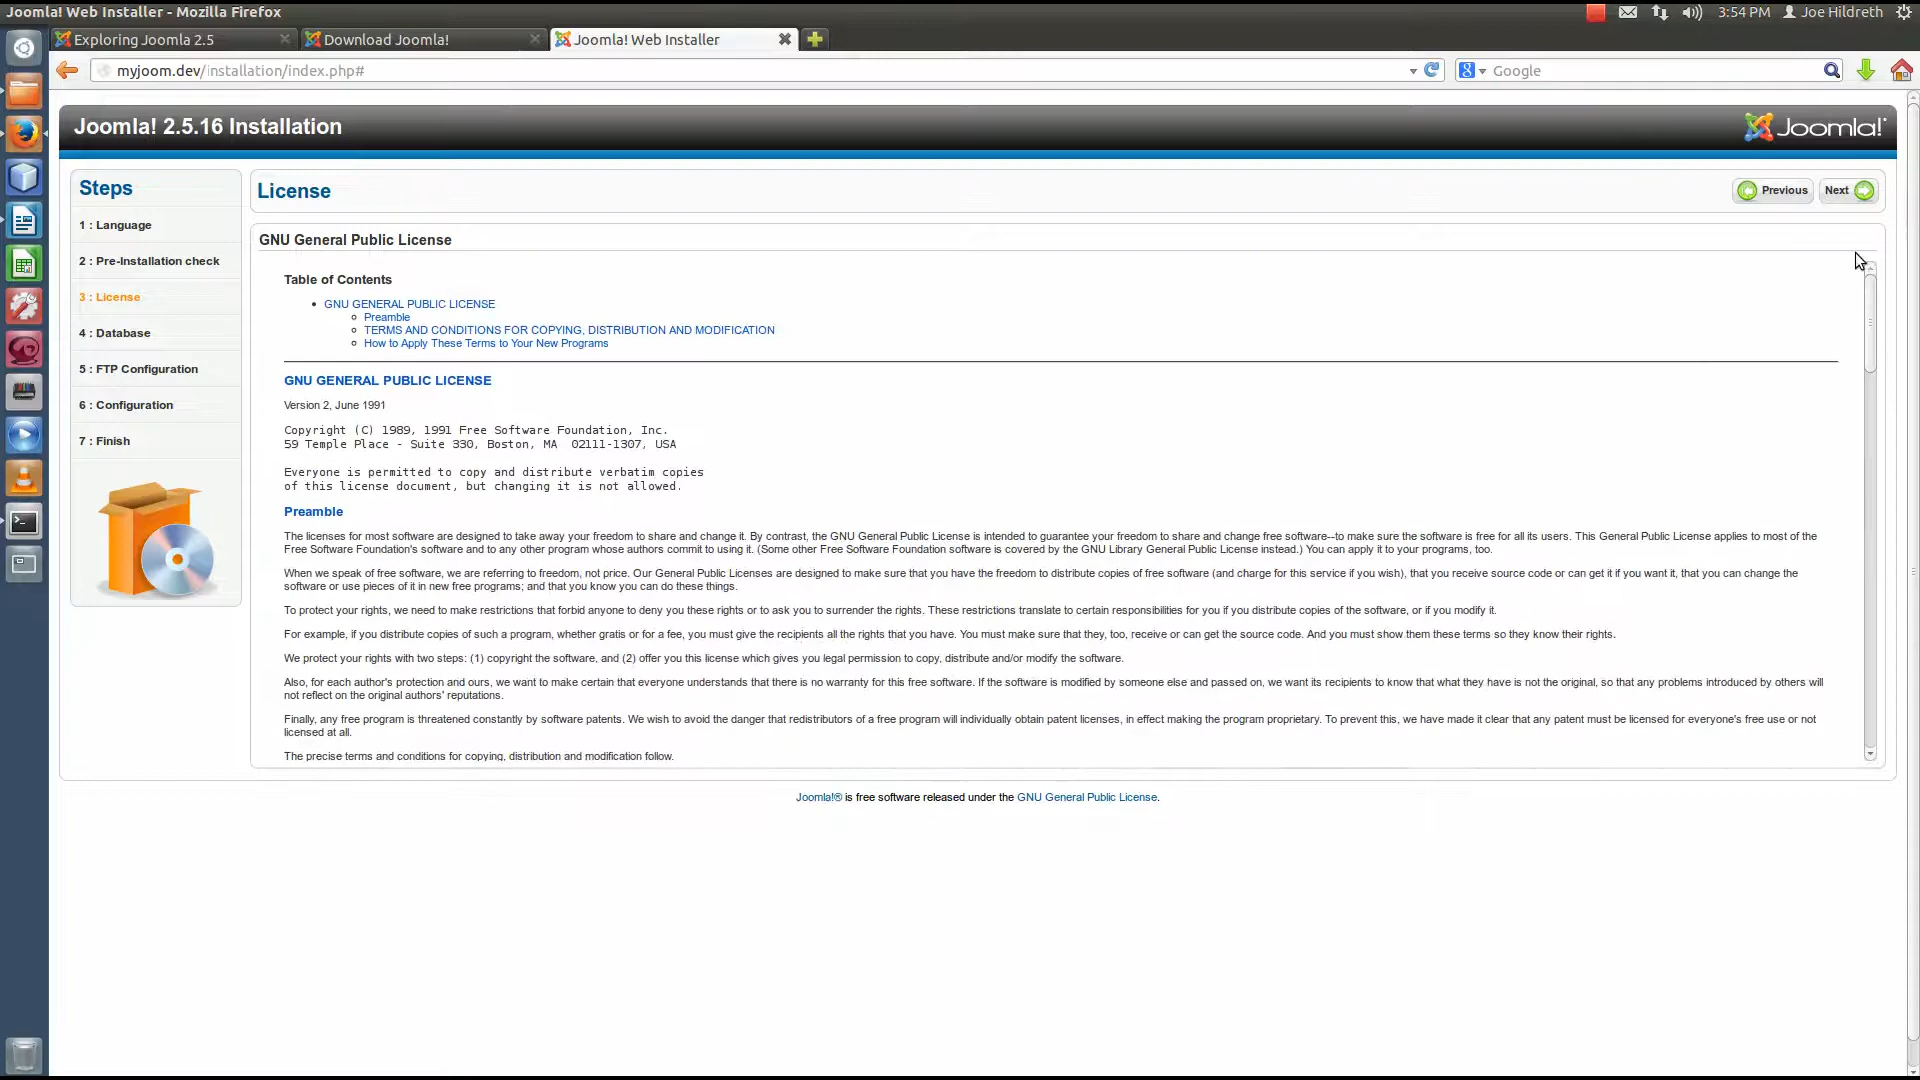 Joomla! Web Installer - Mozilla Firefox
3:54 PM Joe Hildreth
Exploring Joomla 2.5
Download Joomla!
Joomla! Web Installer
myjoom.dev/installation/index.php#
Google
Joomla! 2.5.16 Installation
Joomla!
Steps
1 : Language
2 : Pre-Installation check
3 : License
4 : Database
5 : FTP Configuration
6 : Configuration
7 : Finish
License
Previous
Next
GNU General Public License
Table of Contents
GNU GENERAL PUBLIC LICENSE
Preamble
TERMS AND CONDITIONS FOR COPYING, DISTRIBUTION AND MODIFICATION
How to Apply These Terms to Your New Programs
GNU GENERAL PUBLIC LICENSE
Version 2, June 1991
Copyright (C) 1989, 1991 Free Software Foundation, Inc.
59 Temple Place - Suite 330, Boston, MA 02111-1307, USA
Everyone is permitted to copy and distribute verbatim copies
of this license document, but changing it is not allowed.
Preamble
The licenses for most software are designed to take away your freedom to share and change it. By contrast, the GNU General Public License is intended to guarantee your freedom to share and change free software--to make sure the software is free for all its users. This General Public License applies to most of the
Free Software Foundation's software and to any other program whose authors commit to using it. (Some other Free Software Foundation software is covered by the GNU Library General Public License instead.) You can apply it to your programs, too.
When we speak of free software, we are referring to freedom, not price. Our General Public Licenses are designed to make sure that you have the freedom to distribute copies of free software (and charge for this service if you wish), that you receive source code or can get it if you want it, that you can change the
software or use pieces of it in new free programs; and that you know you can do these things.
To protect your rights, we need to make restrictions that forbid anyone to deny you these rights or to ask you to surrender the rights. These restrictions translate to certain responsibilities for you if you distribute copies of the software, or if you modify it.
For example, if you distribute copies of such a program, whether gratis or for a fee, you must give the recipients all the rights that you have. You must make sure that they, too, receive or can get the source code. And you must show them these terms so they know their rights.
We protect your rights with two steps: (1) copyright the software, and (2) offer you this license which gives you legal permission to copy, distribute and/or modify the software.
Also, for each author's protection and ours, we want to make certain that everyone understands that there is no warranty for this free software. If the software is modified by someone else and passed on, we want its recipients to know that what they have is not the original, so that any problems introduced by others will
not reflect on the original authors' reputations.
Finally, any free program is threatened constantly by software patents. We wish to avoid the danger that redistributors of a free program will individually obtain patent licenses, in effect making the program proprietary. To prevent this, we have made it clear that any patent must be licensed for everyone's free use or not
licensed at all.
The precise terms and conditions for copying, distribution and modification follow.
Joomla!® is free software released under the GNU General Public License.